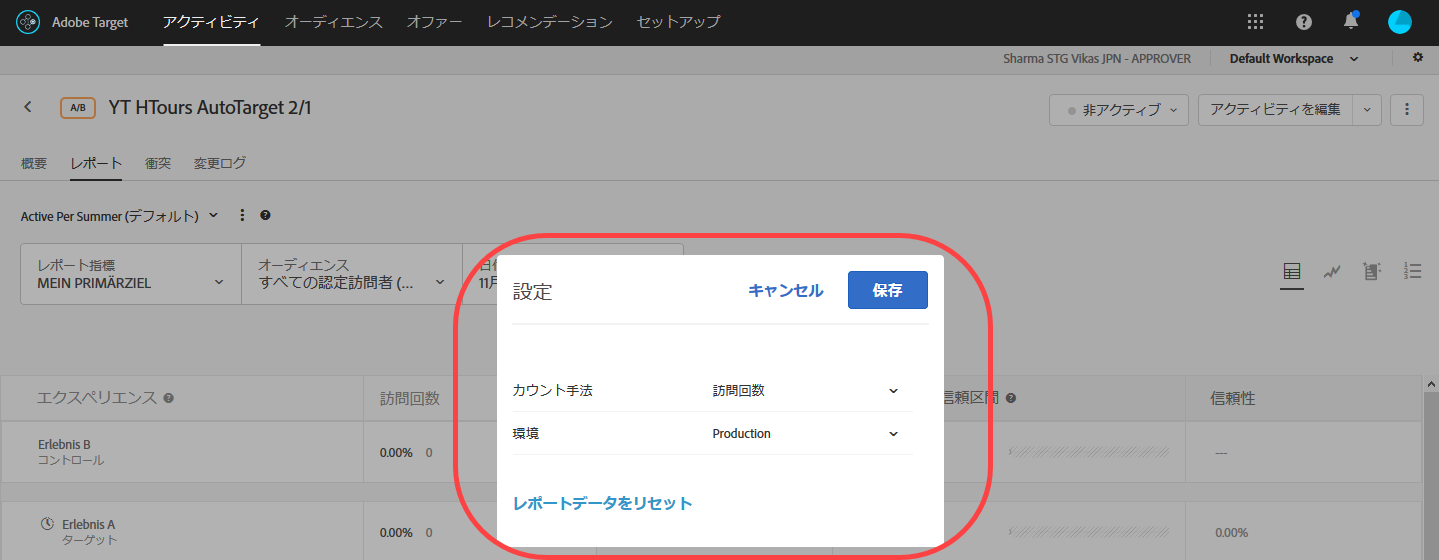 Adobe Target アクティビティ オーディエンス オファー レコメンデーション セットアップ
Sharma STG Vikas JPN - APPROVER Default Workspace
A/B YT HTours AutoTarget 2/1 非アクティブ アクティビティを編集
概要 レポート 衝突 変更ログ
Active Per Summer (デフォルト)
レポート指標 オーディエンス
MEIN PRIMÄRZIEL すべての認定訪問者 (... 11月
設定 キャンセル 保存
カウント手法 訪問回数
環境 Production
レポートデータをリセット
エクスペリエンス 訪問回数 信頼区間 信頼性
Erlebnis B
コントロール
0.00% 0 ---
Erlebnis A
ターゲット
0.00% 0 0.00%